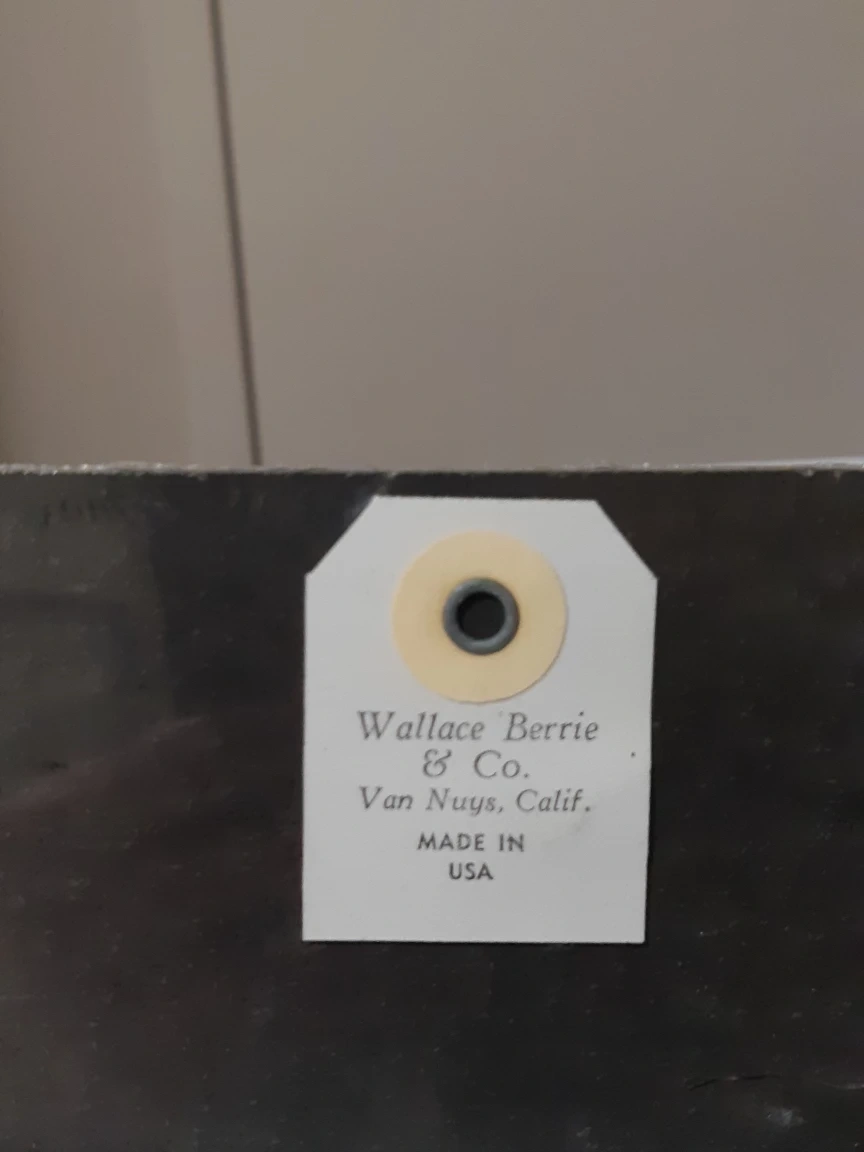 Wallace Berrie
& Co.
Van Nuys, Calif.
MADE IN
USA